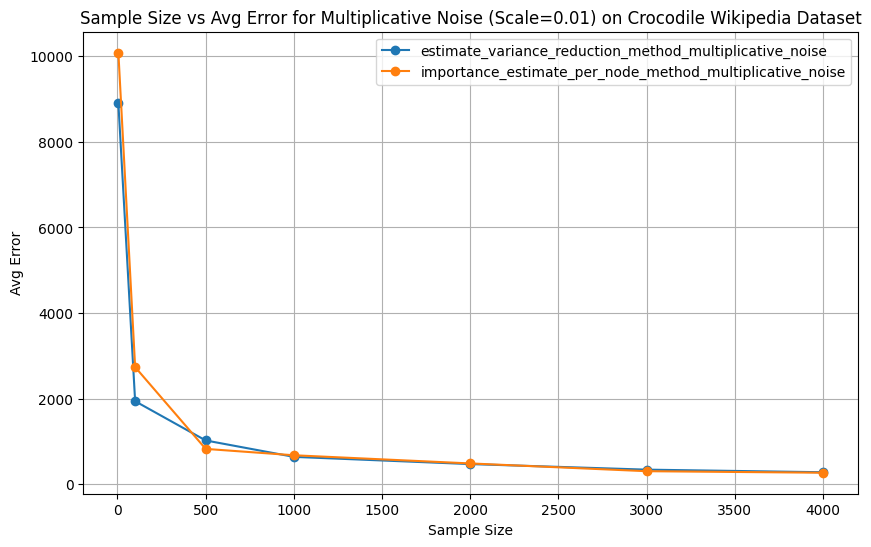 Sample Size vs Avg Error for Multiplicative Noise (Scale=0.01) on Crocodile Wikipedia Dataset
estimate_variance_reduction_method_multiplicative_noise
importance_estimate_per_node_method_multiplicative_noise
10000
8000
6000
4000
2000
0
Avg Error
0 500 1000 1500 2000 2500 3000 3500 4000
Sample Size